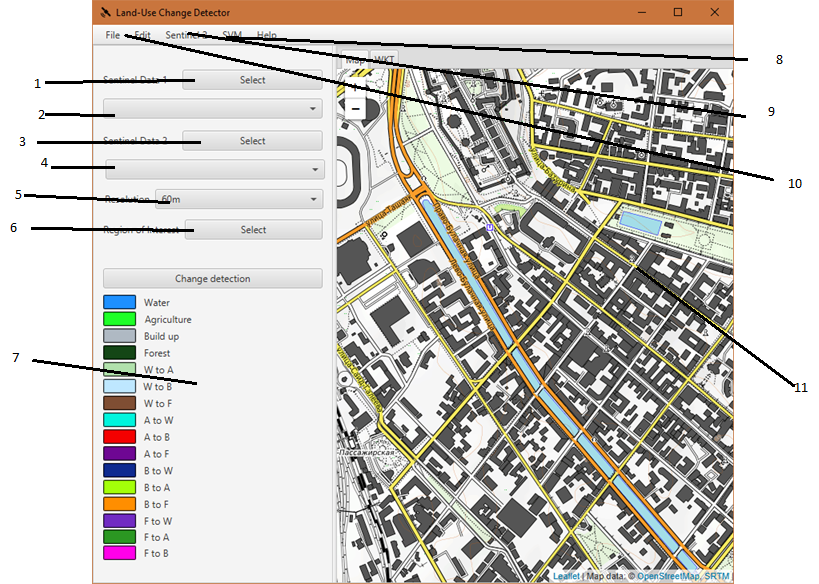 Land-Use Change Detector
File Edit Sentinel-2 SVM Help
8
Map WKT
1
Sentinel Data 1 Select
+
9
2
−
3
Sentinel Data 2 Select
4
10
5
Resolution 60m
6
Region of Interest Select
Change detection
Water
Agriculture
Build up
Forest
7
W to A
W to B
11
W to F
A to W
A to B
A to F
Пассажирская
B to W
B to A
B to F
F to W
F to A
F to B
Leaflet | Map data: © OpenStreetMap, SRTM |